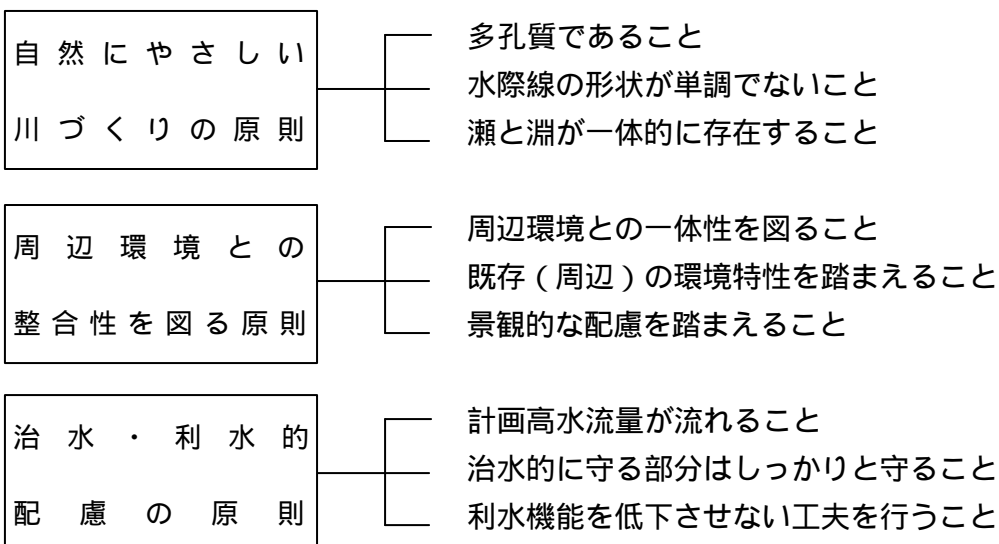 自然にやさしい
川づくりの原則
多孔質であること
水際線の形状が単調でないこと
瀬と淵が一体的に存在すること
周辺環境との
整合性を図る原則
周辺環境との一体性を図ること
既存（周辺）の環境特性を踏まえること
景観的な配慮を踏まえること
治水・利水的
配慮の原則
計画高水流量が流れること
治水的に守る部分はしっかりと守ること
利水機能を低下させない工夫を行うこと